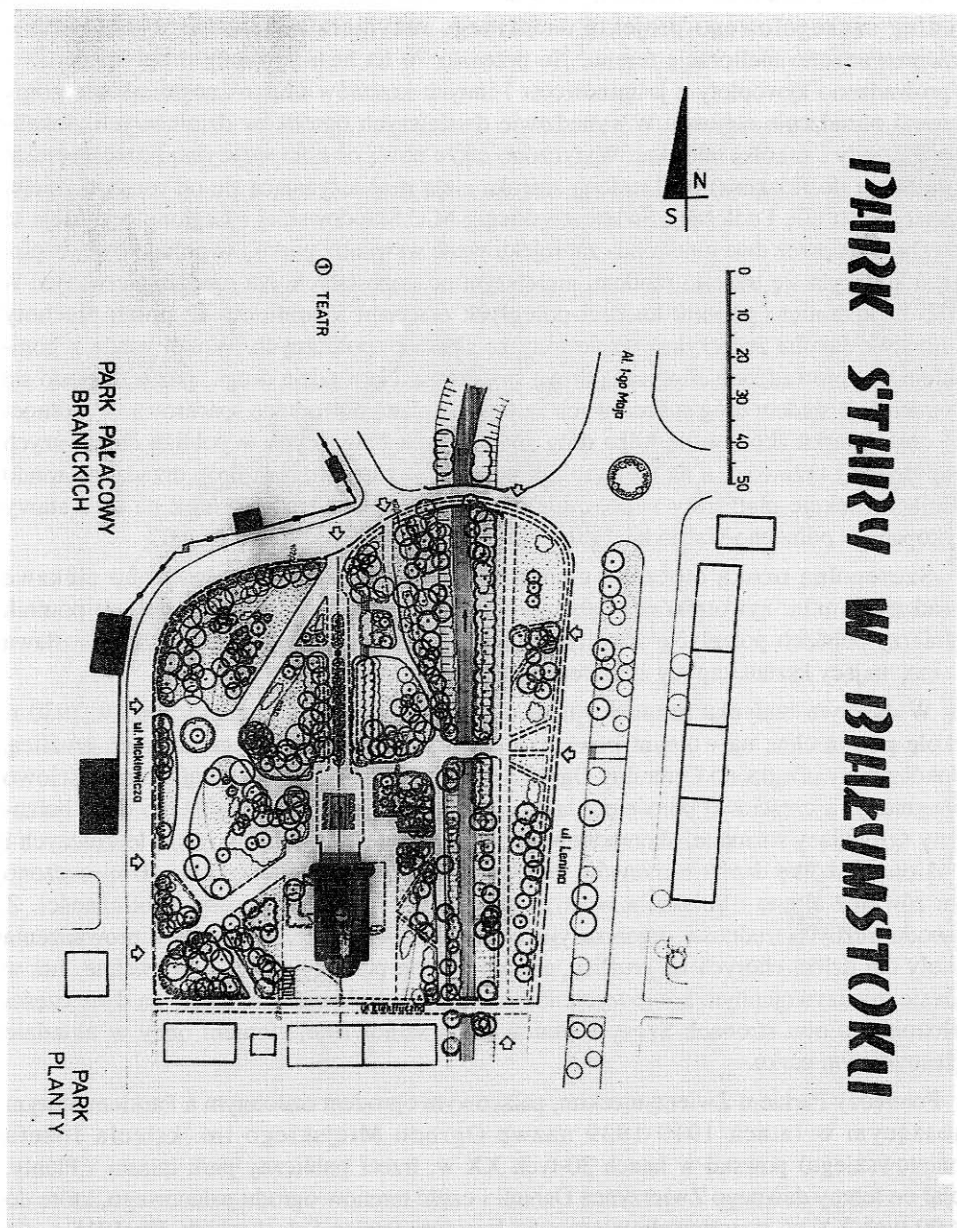 PARK STARY W BIAŁYMSTOKU
N
S
0 10 20 30 40 50
Al. 1-go Maja
① TEATR
PARK PAŁACOWY
BRANICKICH
ul. Mickiewicza
ul. Lenina
PARK
PLANTY